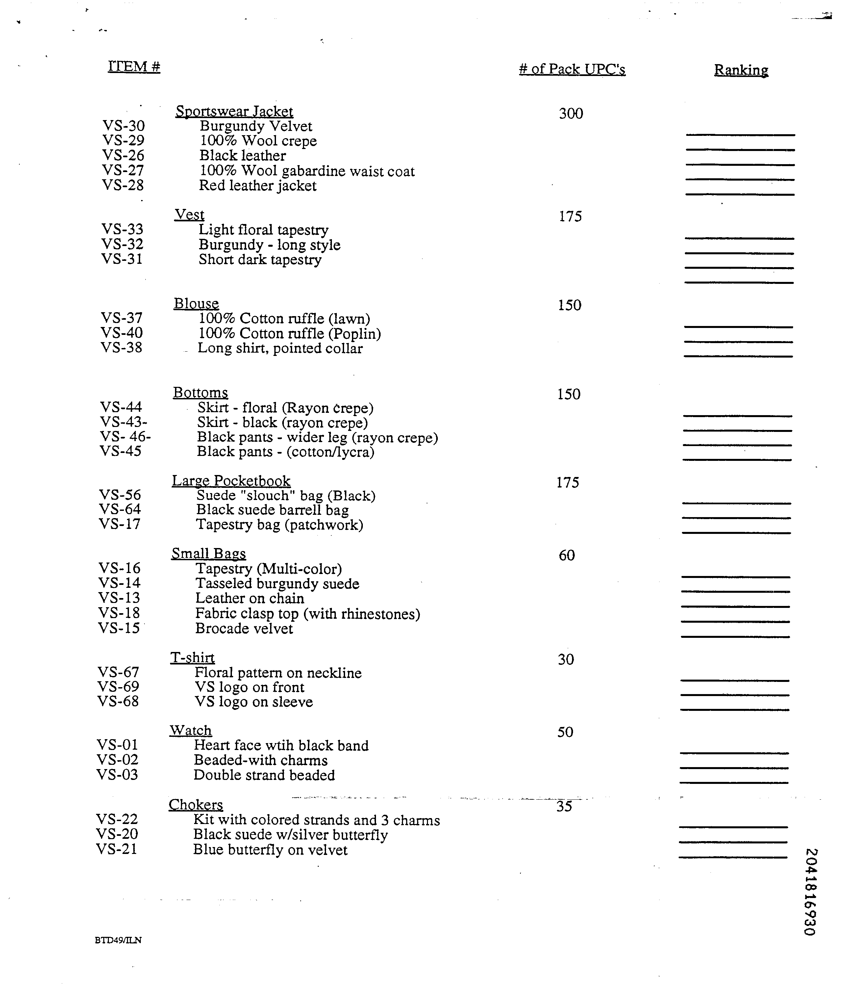 ITEM # # of Pack UPC's Ranking
Sportswear Jacket 300
VS-30 Burgundy Velvet
VS-29 100% Wool crepe
VS-26 Black leather
VS-27 100% Wool gabardine waist coat
VS-28 Red leather jacket
Vest 175
VS-33 Light floral tapestry
VS-32 Burgundy - long style
VS-31 Short dark tapestry
Blouse 150
VS-37 100% Cotton ruffle (lawn)
VS-40 100% Cotton ruffle (Poplin)
VS-38 Long shirt, pointed collar
Bottoms 150
VS-44 Skirt - floral (Rayon crepe)
VS-43- Skirt - black (rayon crepe)
VS- 46- Black pants - wider leg (rayon crepe)
VS-45 Black pants - (cotton/lycra)
Large Pocketbook 175
VS-56 Suede "slouch" bag (Black)
VS-64 Black suede barrell bag
VS-17 Tapestry bag (patchwork)
Small Bags 60
VS-16 Tapestry (Multi-color)
VS-14 Tasseled burgundy suede
VS-13 Leather on chain
VS-18 Fabric clasp top (with rhinestones)
VS-15 Brocade velvet
T-shirt 30
VS-67 Floral pattern on neckline
VS-69 VS logo on front
VS-68 VS logo on sleeve
Watch 50
VS-01 Heart face wtih black band
VS-02 Beaded-with charms
VS-03 Double strand beaded
Chokers 35
VS-22 Kit with colored strands and 3 charms
VS-20 Black suede w/silver butterfly
VS-21 Blue butterfly on velvet
2041816930
BTD49/ILN